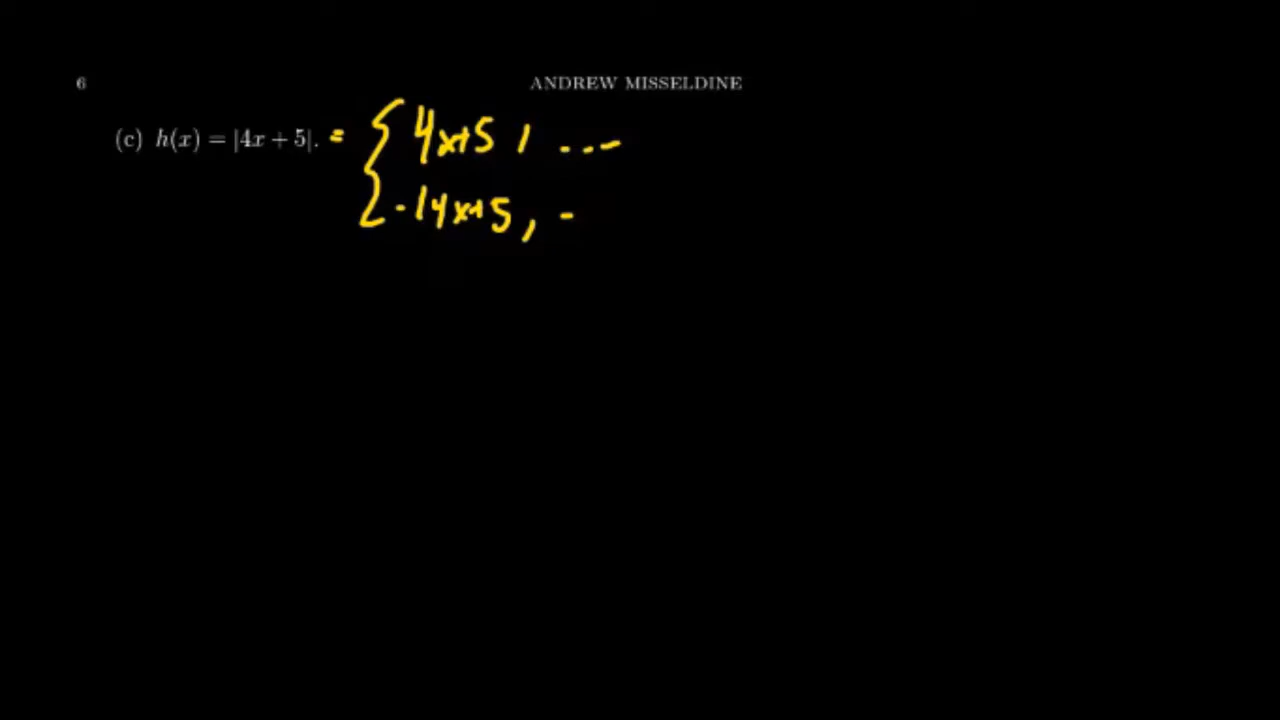 6 ANDREW MISSELDINE
(c) h(x) = |4x + 5|. = { 4x+5 , ...
-(4x+5 , -